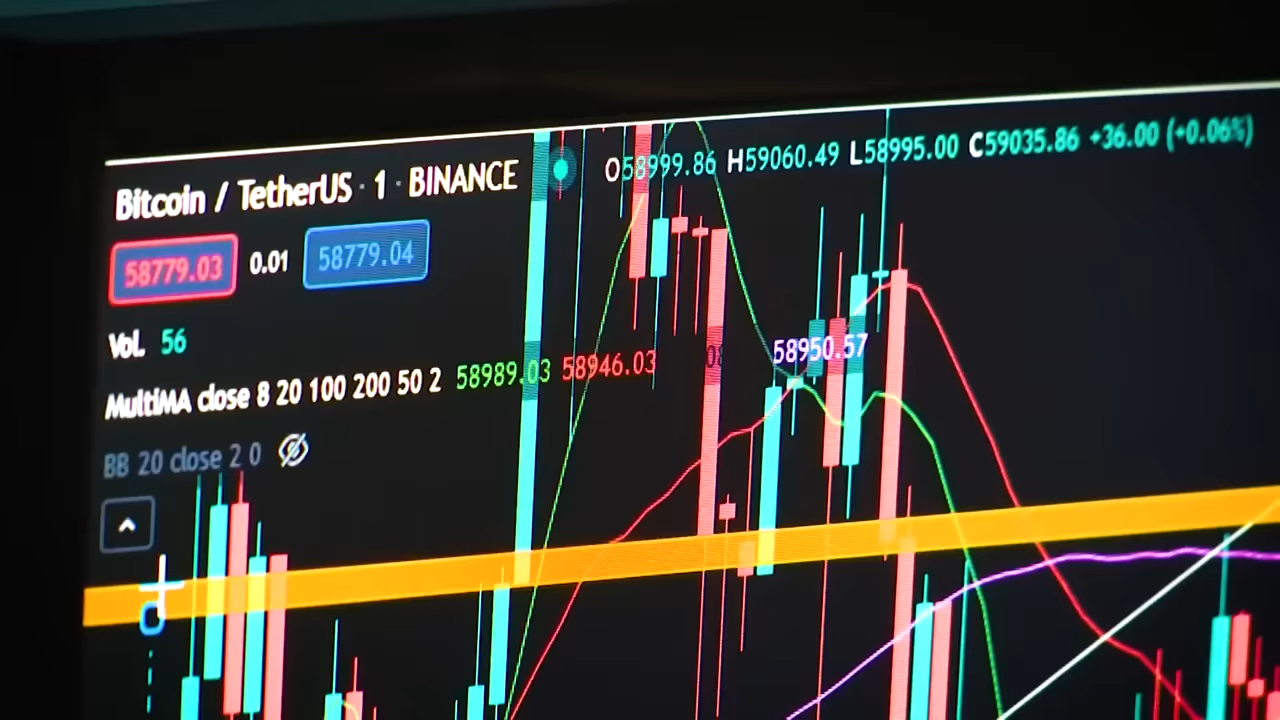 Bitcoin / TetherUS · 1 · BINANCE O58999.86 H59060.49 L58995.00 C59035.86 +36.00 (+0.06%)
58779.03 0.01 58779.04
Vol. 56
MultiMA close 8 20 100 200 50 2 58989.03 58946.03 58950.57
BB 20 close 2 0